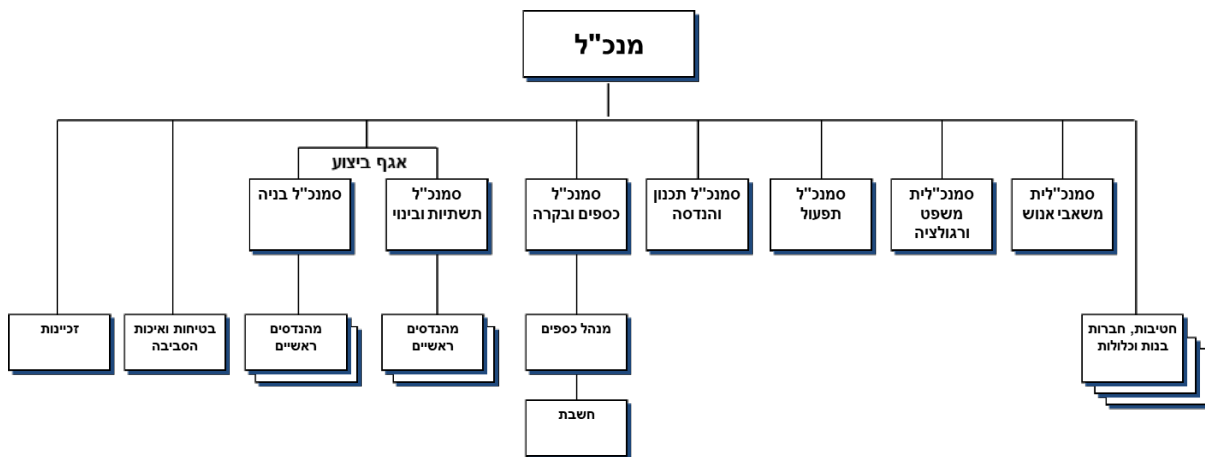 מנכ"ל
אגף ביצוע
סמנכ"לית
משאבי אנוש
סמנכ"לית
משפט
ורגולציה
סמנכ"ל
תפעול
סמנכ"ל תכנון
והנדסה
סמנכ"ל
כספים ובקרה
סמנכ"ל
תשתיות ובינוי
סמנכ"ל בניה
חטיבות, חברות
בנות וכלולות
מנהל כספים
מהנדסים
ראשיים
מהנדסים
ראשיים
בטיחות ואיכות
הסביבה
זכיינות
חשבת